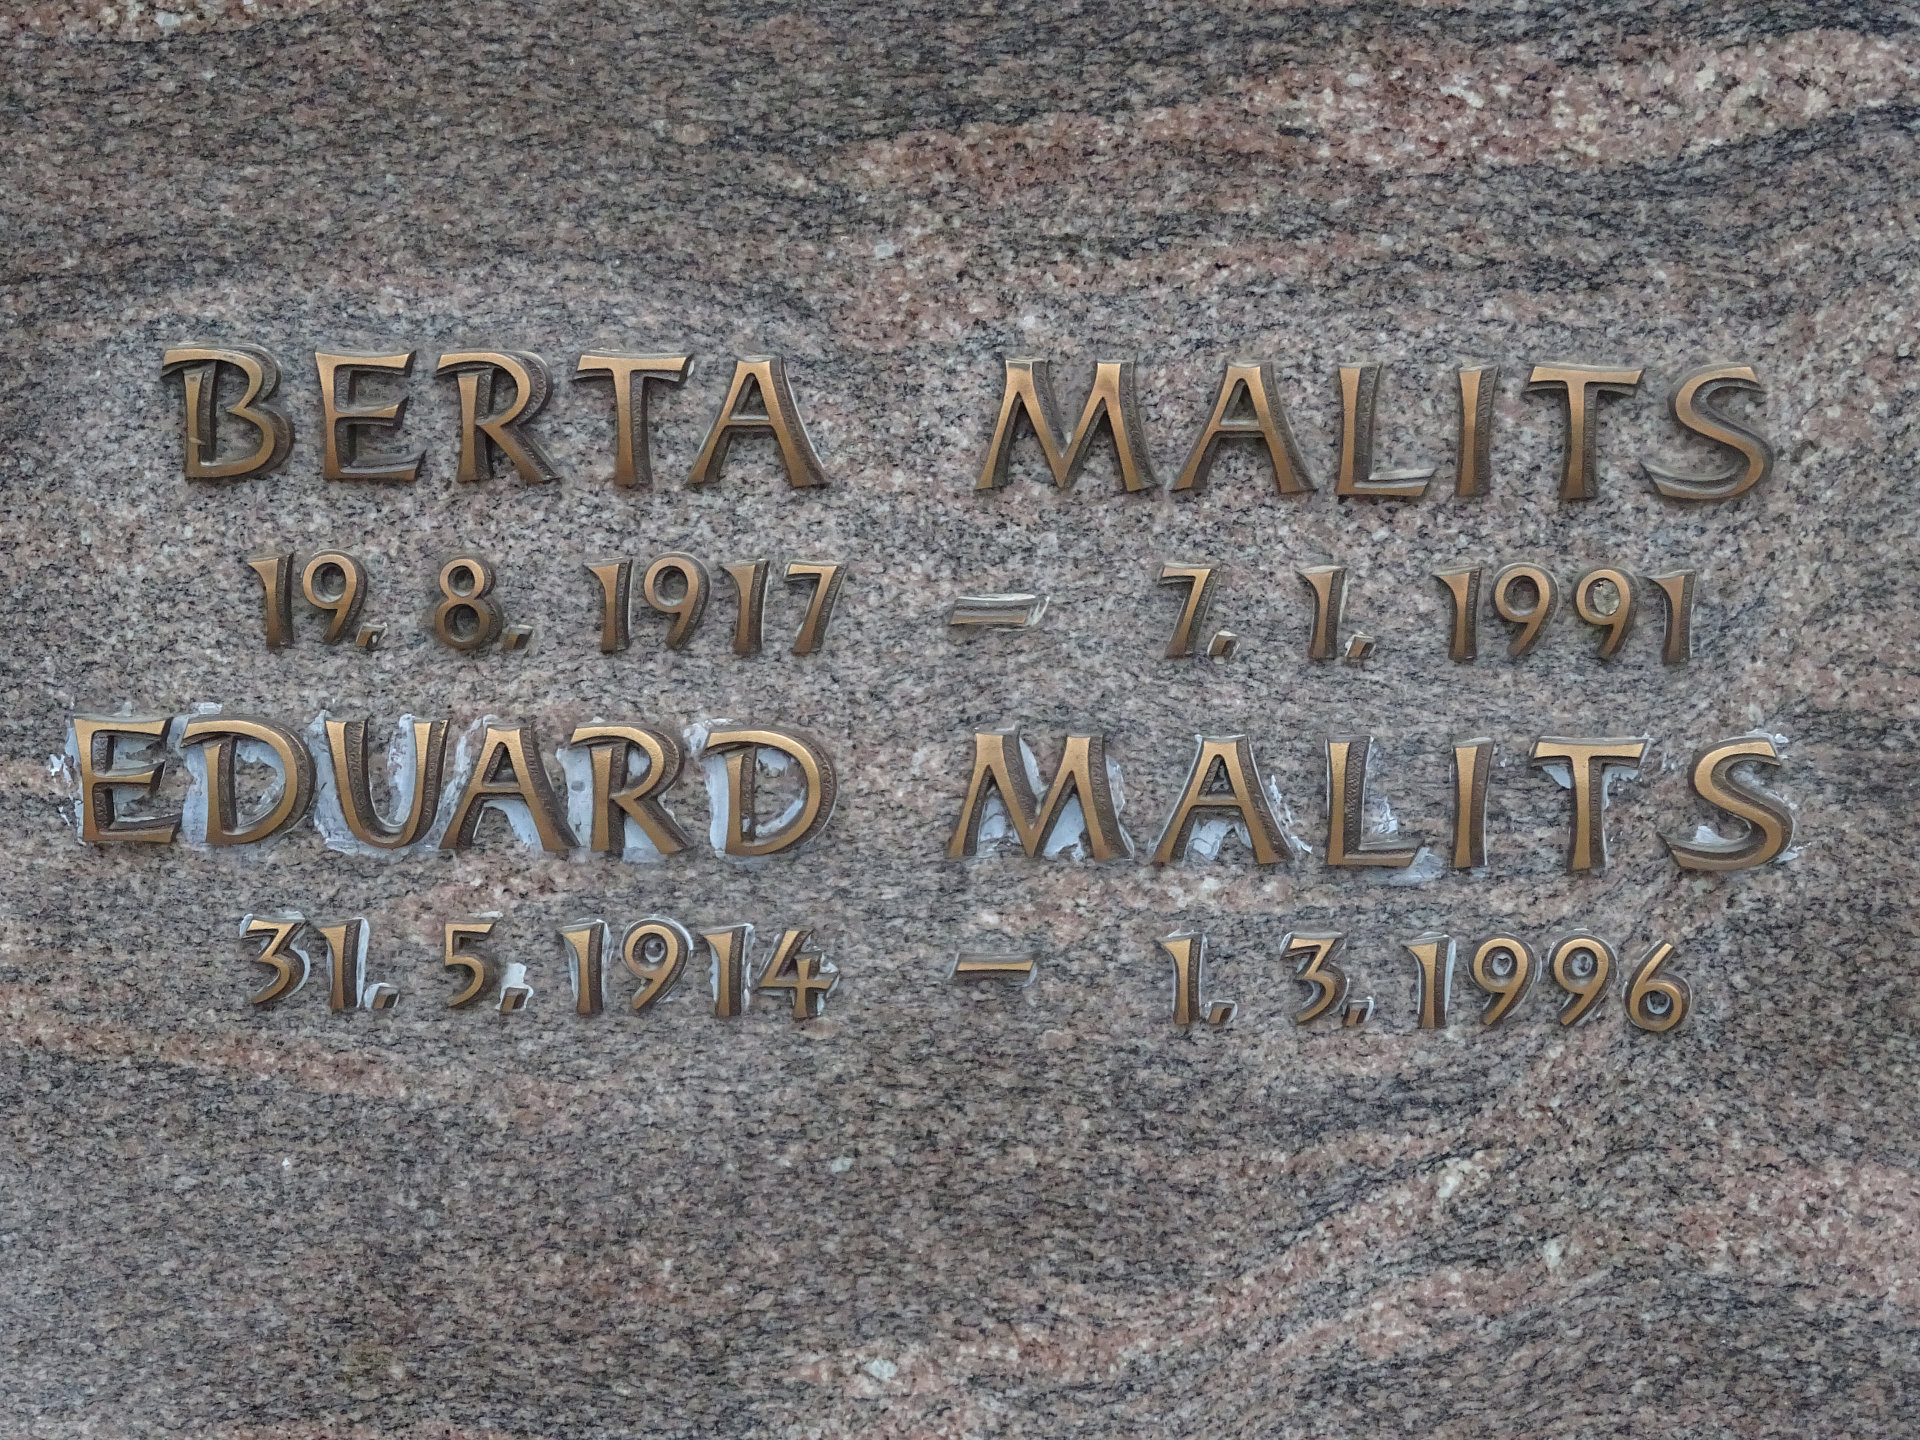 BERTA MALITS
19. 8. 1917 – 7. 1. 1991
EDUARD MALITS
31. 5. 1914 – 1. 3. 1996